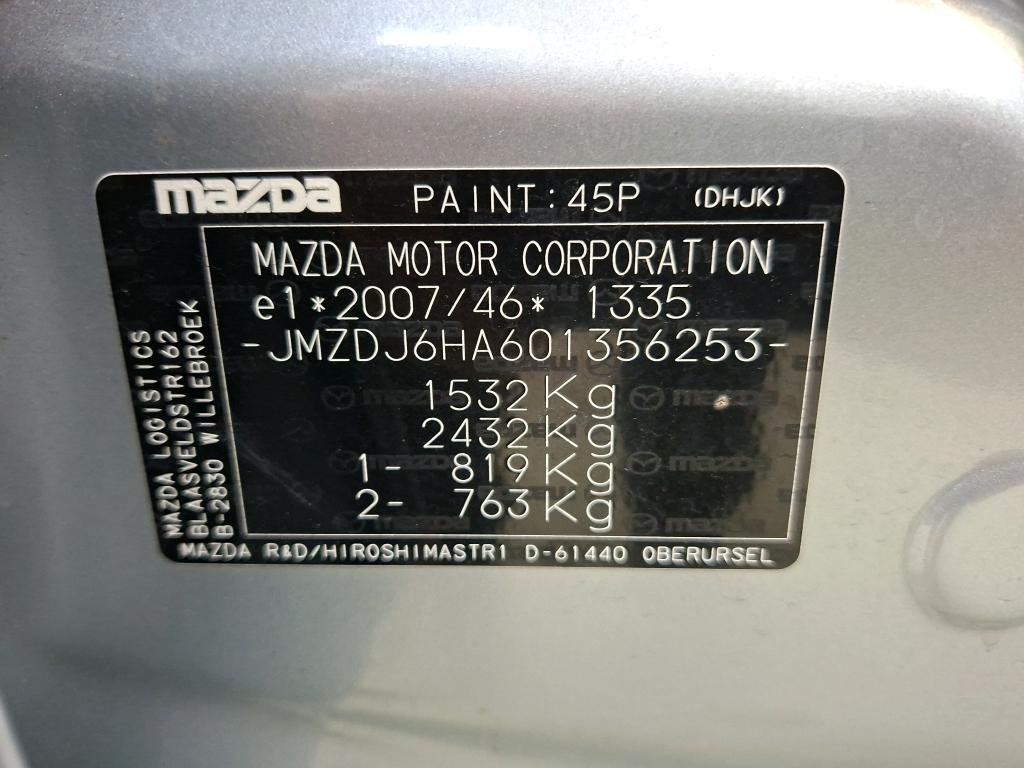 mazda PAINT:45P (DHJK)
MAZDA MOTOR CORPORATION
e1*2007/46* 1335
-JMZDJ6HA601356253-
1532Kg
2432Kg
1- 819Kg
2- 763Kg
MAZDA LOGISTICS
BLAASVELDSTR162
B-2830 WILLEBROEK
MAZDA R&D/HIROSHIMASTR1 D-61440 OBERURSEL